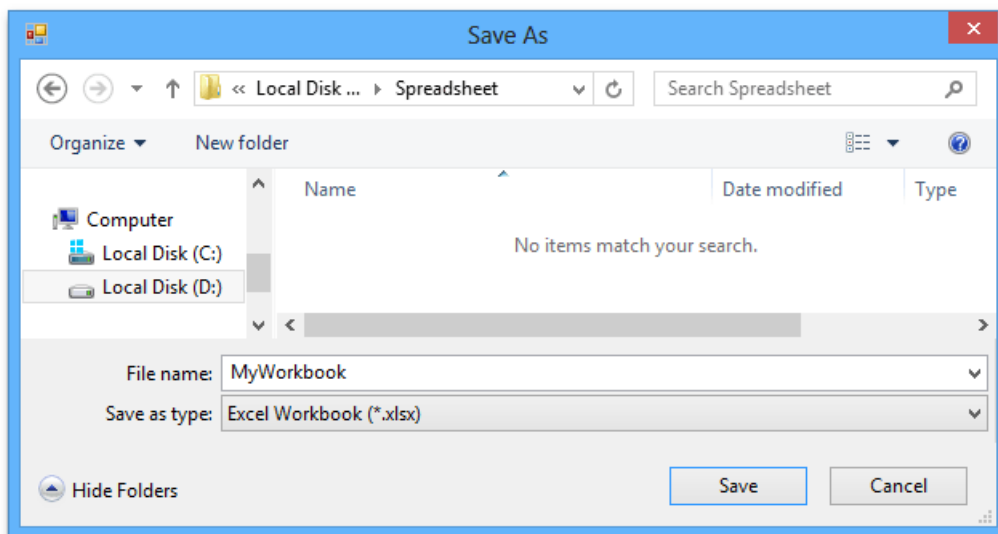 Save As
« Local Disk ... Spreadsheet Search Spreadsheet
Organize New folder
Name Date modified Type
Computer
Local Disk (C:)
Local Disk (D:)
No items match your search.
File name: MyWorkbook
Save as type: Excel Workbook (*.xlsx)
Hide Folders Save Cancel